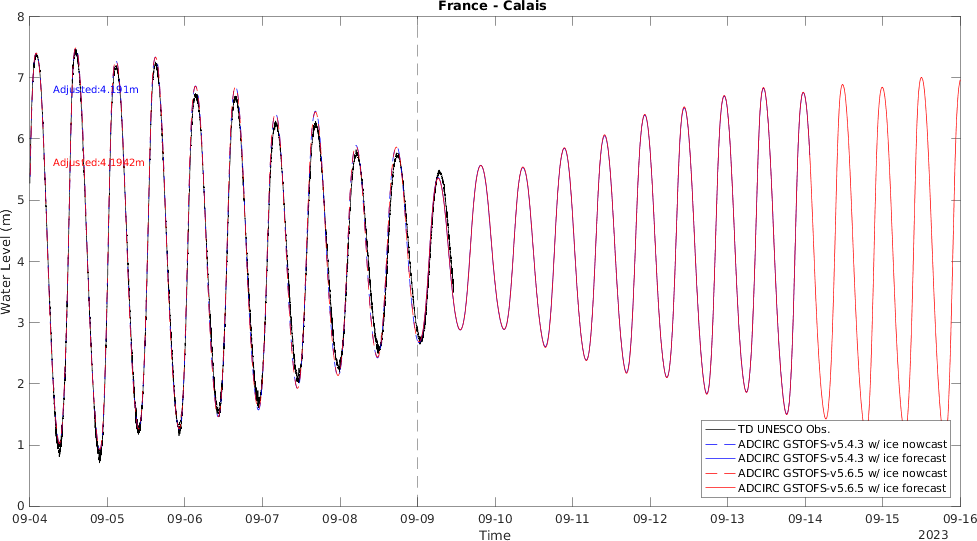 France - Calais
8
7
6
5
4
3
2
1
0
Water Level (m)
Adjusted:4.191m
Adjusted:4.1942m
TD UNESCO Obs.
ADCIRC GSTOFS-v5.4.3 w/ ice nowcast
ADCIRC GSTOFS-v5.4.3 w/ ice forecast
ADCIRC GSTOFS-v5.6.5 w/ ice nowcast
ADCIRC GSTOFS-v5.6.5 w/ ice forecast
09-04 09-05 09-06 09-07 09-08 09-09 09-10 09-11 09-12 09-13 09-14 09-15 09-16
Time
2023